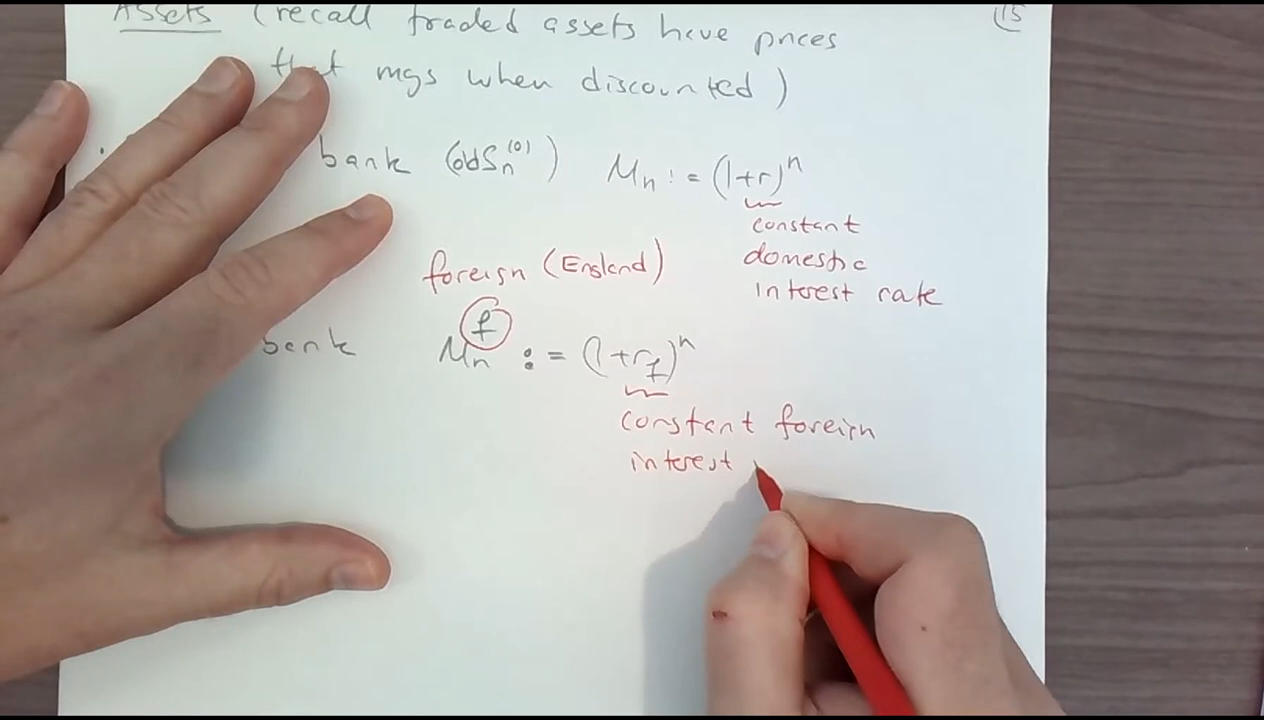 Assets (recall traded assets have prices
15
that mgs when discounted)
bank (old S_n^(0)) M_n := (1+r)^n
constant
domestic
interest rate
foreign (England)
bank M_n^f := (1+r_f)^n
constant foreign
interest